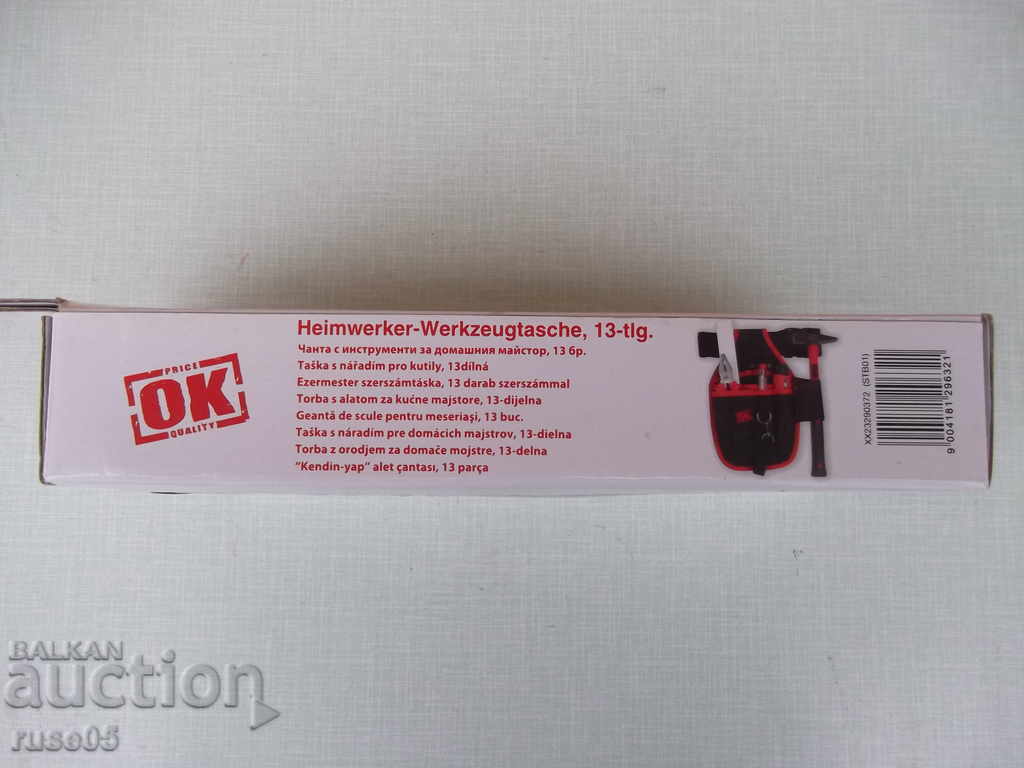 PRICE
OK
QUALITY
Heimwerker-Werkzeugtasche, 13-tlg.
Чанта с инструменти за домашния майстор, 13 бр.
Taška s nářadím pro kutily, 13dílná
Ezermester szerszámtáska, 13 darab szerszámmal
Torba s alatom za kućne majstore, 13-dijelna
Geantă de scule pentru meseriași, 13 buc.
Taška s náradím pre domácich majstrov, 13-dielna
Torba z orodjem za domače mojstre, 13-delna
"Kendin-yap" alet çantası, 13 parça
XX23290372 (STB01)
9 004181 296321
BALKAN
auction
ruse05